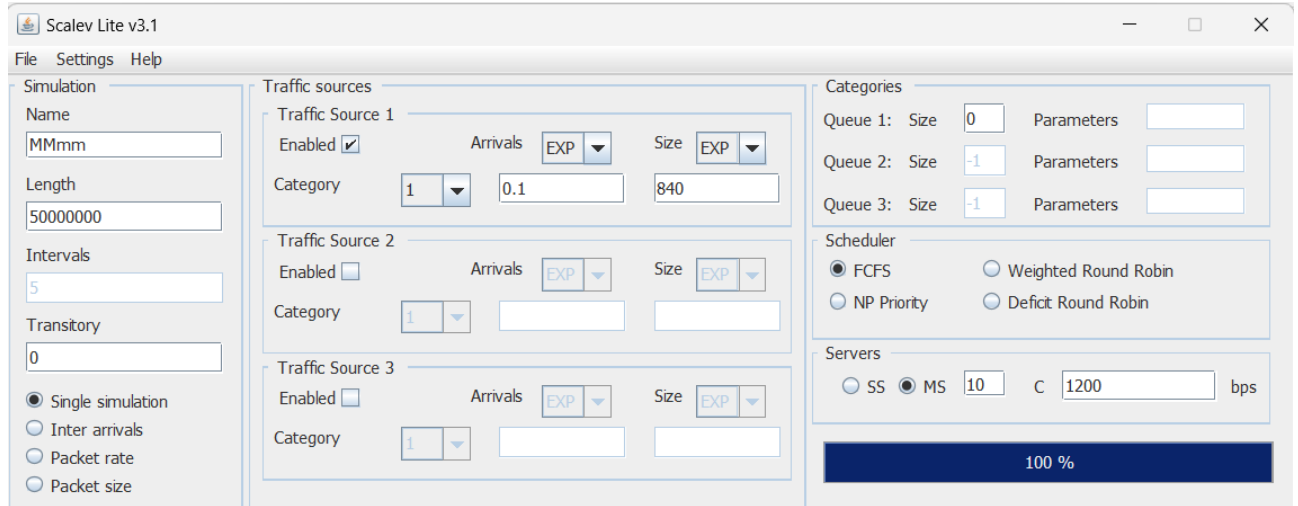 Scalev Lite v3.1
File Settings Help
Simulation
Name
MMmm
Length
50000000
Intervals
5
Transitory
0
Single simulation
Inter arrivals
Packet rate
Packet size
Traffic sources
Traffic Source 1
Enabled Arrivals EXP Size EXP
Category 1 0.1 840
Traffic Source 2
Enabled Arrivals EXP Size EXP
Category 1
Traffic Source 3
Enabled Arrivals EXP Size EXP
Category 1
Categories
Queue 1: Size 0 Parameters
Queue 2: Size -1 Parameters
Queue 3: Size -1 Parameters
Scheduler
FCFS Weighted Round Robin
NP Priority Deficit Round Robin
Servers
SS MS 10 C 1200 bps
100 %